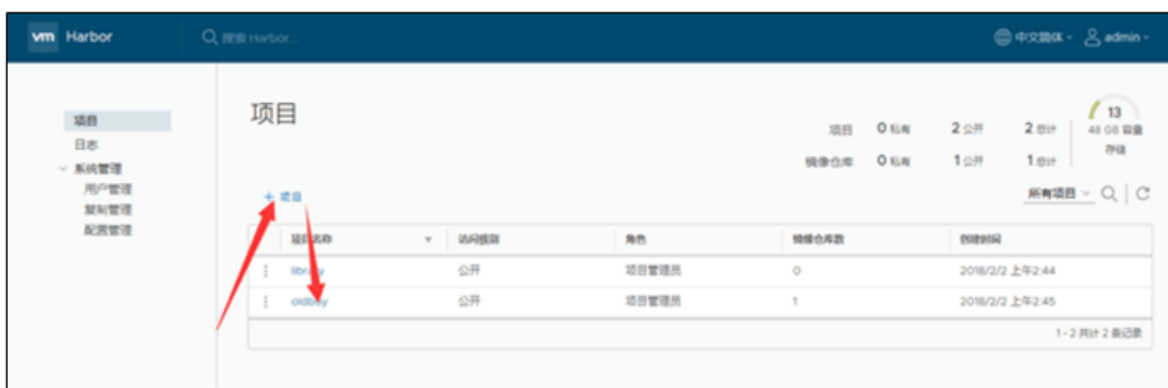 vm Harbor 搜索 Harbor... 中文简体 admin
项目
日志
系统管理
用户管理
复制管理
配置管理
项目
项目 0 私有 2 公开 2 总计
镜像仓库 0 私有 1 公开 1 总计
13
48 GB 容量
存储
+ 项目
所有项目
项目名称 访问级别 角色 镜像仓库数 创建时间
library 公开 项目管理员 0 2018/2/2 上午2:44
oldboy 公开 项目管理员 1 2018/2/2 上午2:45
1 - 2 共计 2 条记录